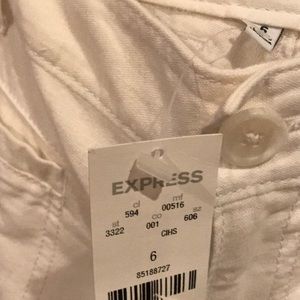 EXPRESS
cl mf
594 00516
st co sz
3322 001 606
CIHS
6
85188727